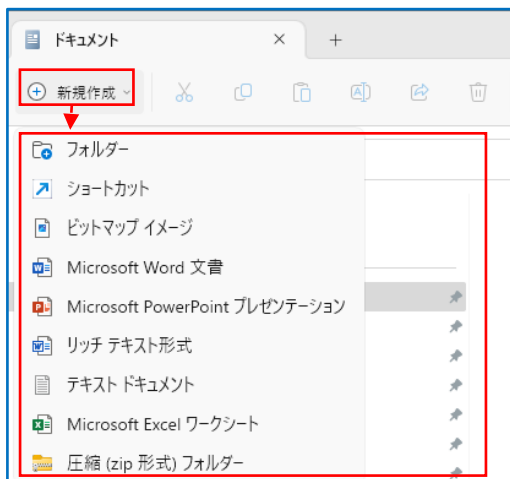 ドキュメント
新規作成
フォルダー
ショートカット
ビットマップ イメージ
Microsoft Word 文書
Microsoft PowerPoint プレゼンテーション
リッチ テキスト形式
テキスト ドキュメント
Microsoft Excel ワークシート
圧縮 (zip 形式) フォルダー